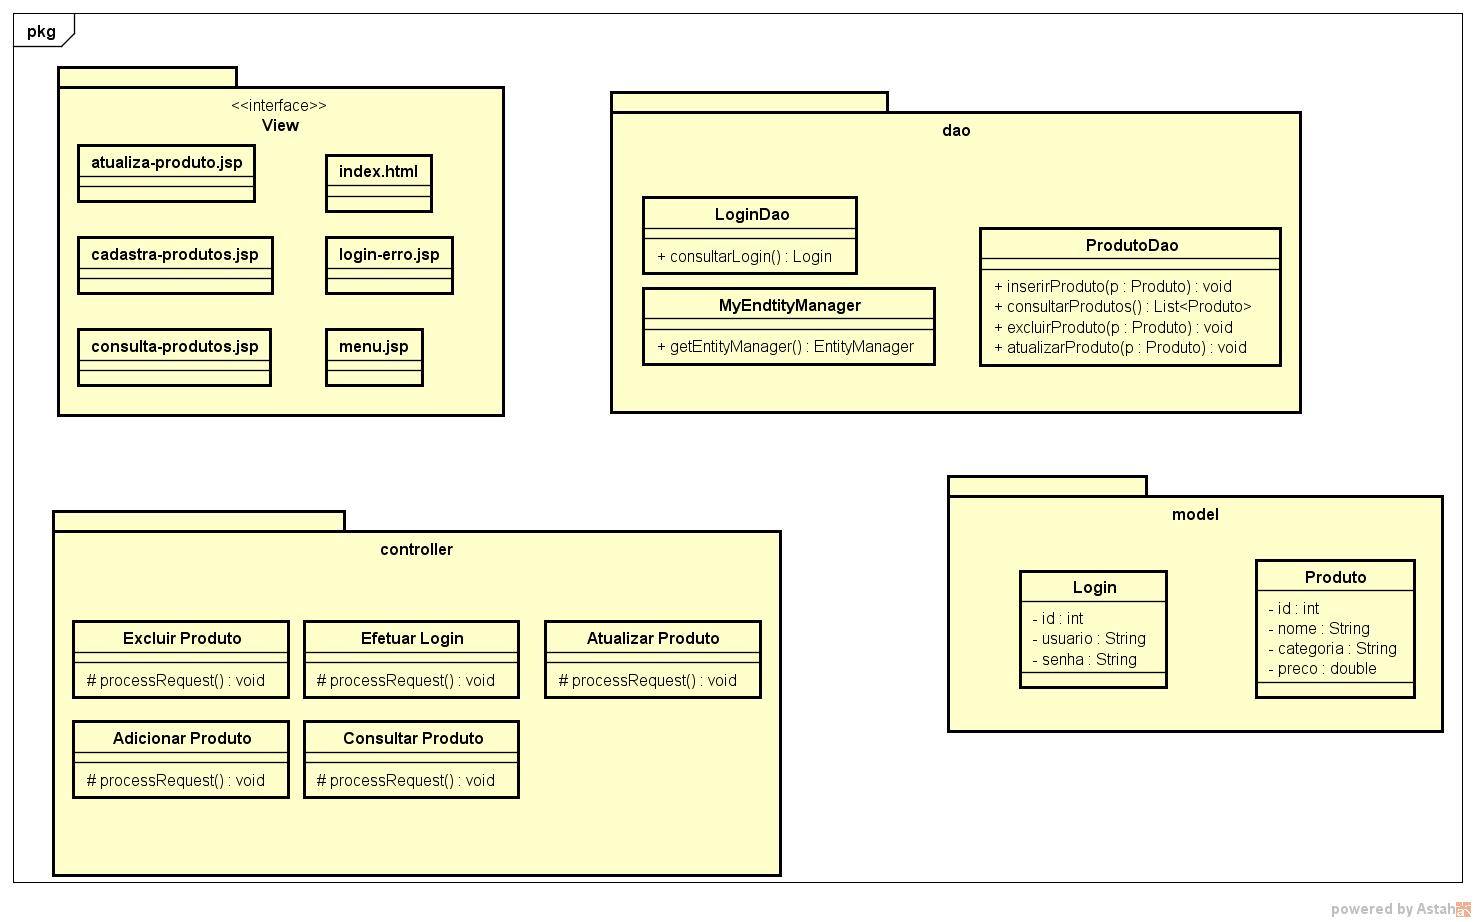 pkg
<<interface>>
View
atualiza-produto.jsp
index.html
cadastra-produtos.jsp
login-erro.jsp
consulta-produtos.jsp
menu.jsp
dao
LoginDao
+ consultarLogin() : Login
MyEndtityManager
+ getEntityManager() : EntityManager
ProdutoDao
+ inserirProduto(p : Produto) : void
+ consultarProdutos() : List<Produto>
+ excluirProduto(p : Produto) : void
+ atualizarProduto(p : Produto) : void
controller
Excluir Produto
# processRequest() : void
Efetuar Login
# processRequest() : void
Atualizar Produto
# processRequest() : void
Adicionar Produto
# processRequest() : void
Consultar Produto
# processRequest() : void
model
Login
- id : int
- usuario : String
- senha : String
Produto
- id : int
- nome : String
- categoria : String
- preco : double
powered by Astah